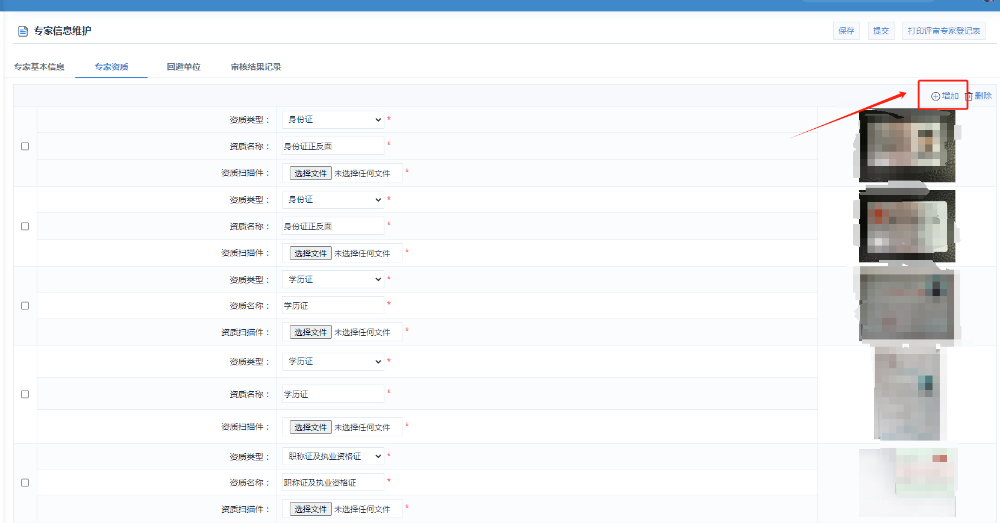 专家信息维护
保存 提交 打印评审专家登记表
专家基本信息 专家资质 回避单位 审核结果记录
增加 删除
资质类型： 身份证 *
资质名称： 身份证正反面 *
资质扫描件： 选择文件 未选择任何文件 *
资质类型： 身份证 *
资质名称： 身份证正反面 *
资质扫描件： 选择文件 未选择任何文件 *
资质类型： 学历证 *
资质名称： 学历证 *
资质扫描件： 选择文件 未选择任何文件 *
资质类型： 学历证 *
资质名称： 学历证 *
资质扫描件： 选择文件 未选择任何文件 *
资质类型： 职称证及执业资格证 *
资质名称： 职称证及执业资格证 *
资质扫描件： 选择文件 未选择任何文件 *